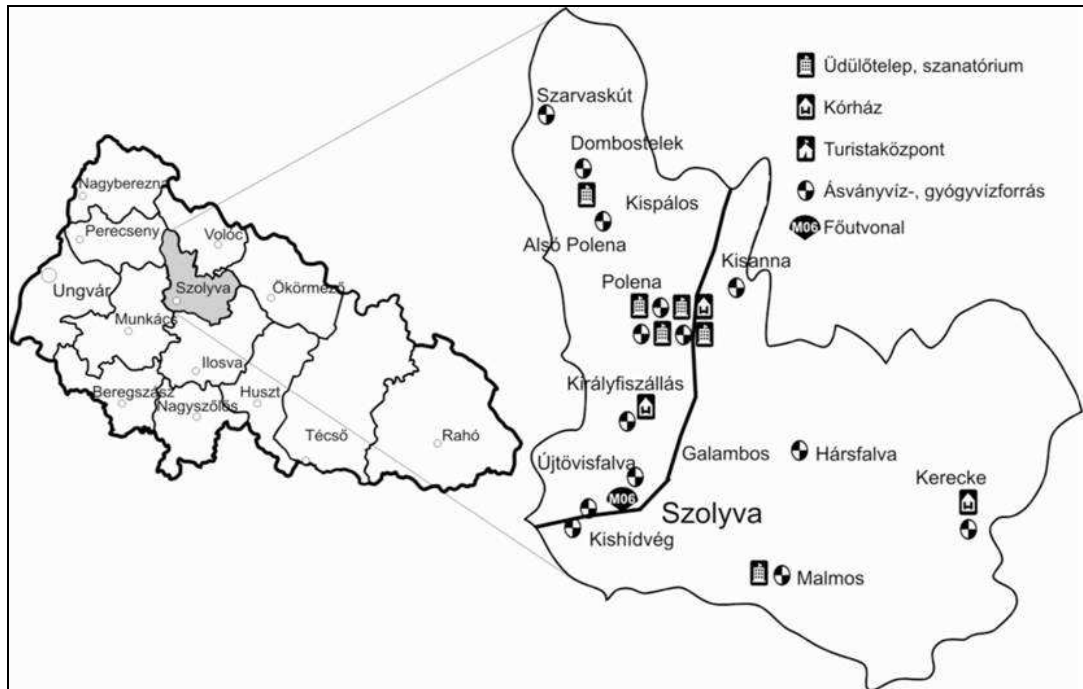 Nagyberezna
Perecseny
Volóc
Ungvár
Szolyva
Ökörmező
Munkács
Ilosva
Beregszász
Nagyszőlős
Huszt
Técső
Rahó
Szarvaskút
Dombostelek
Kispálos
Alsó Polena
Kisanna
Polena
Királyfiszállás
Galambos
Hársfalva
Újtövisfalva
Kerecke
M06
Szolyva
Kishídvég
Malmos
Üdülőtelep, szanatórium
Kórház
Turistaközpont
Ásványvíz-, gyógyvízforrás
M06 Főutvonal